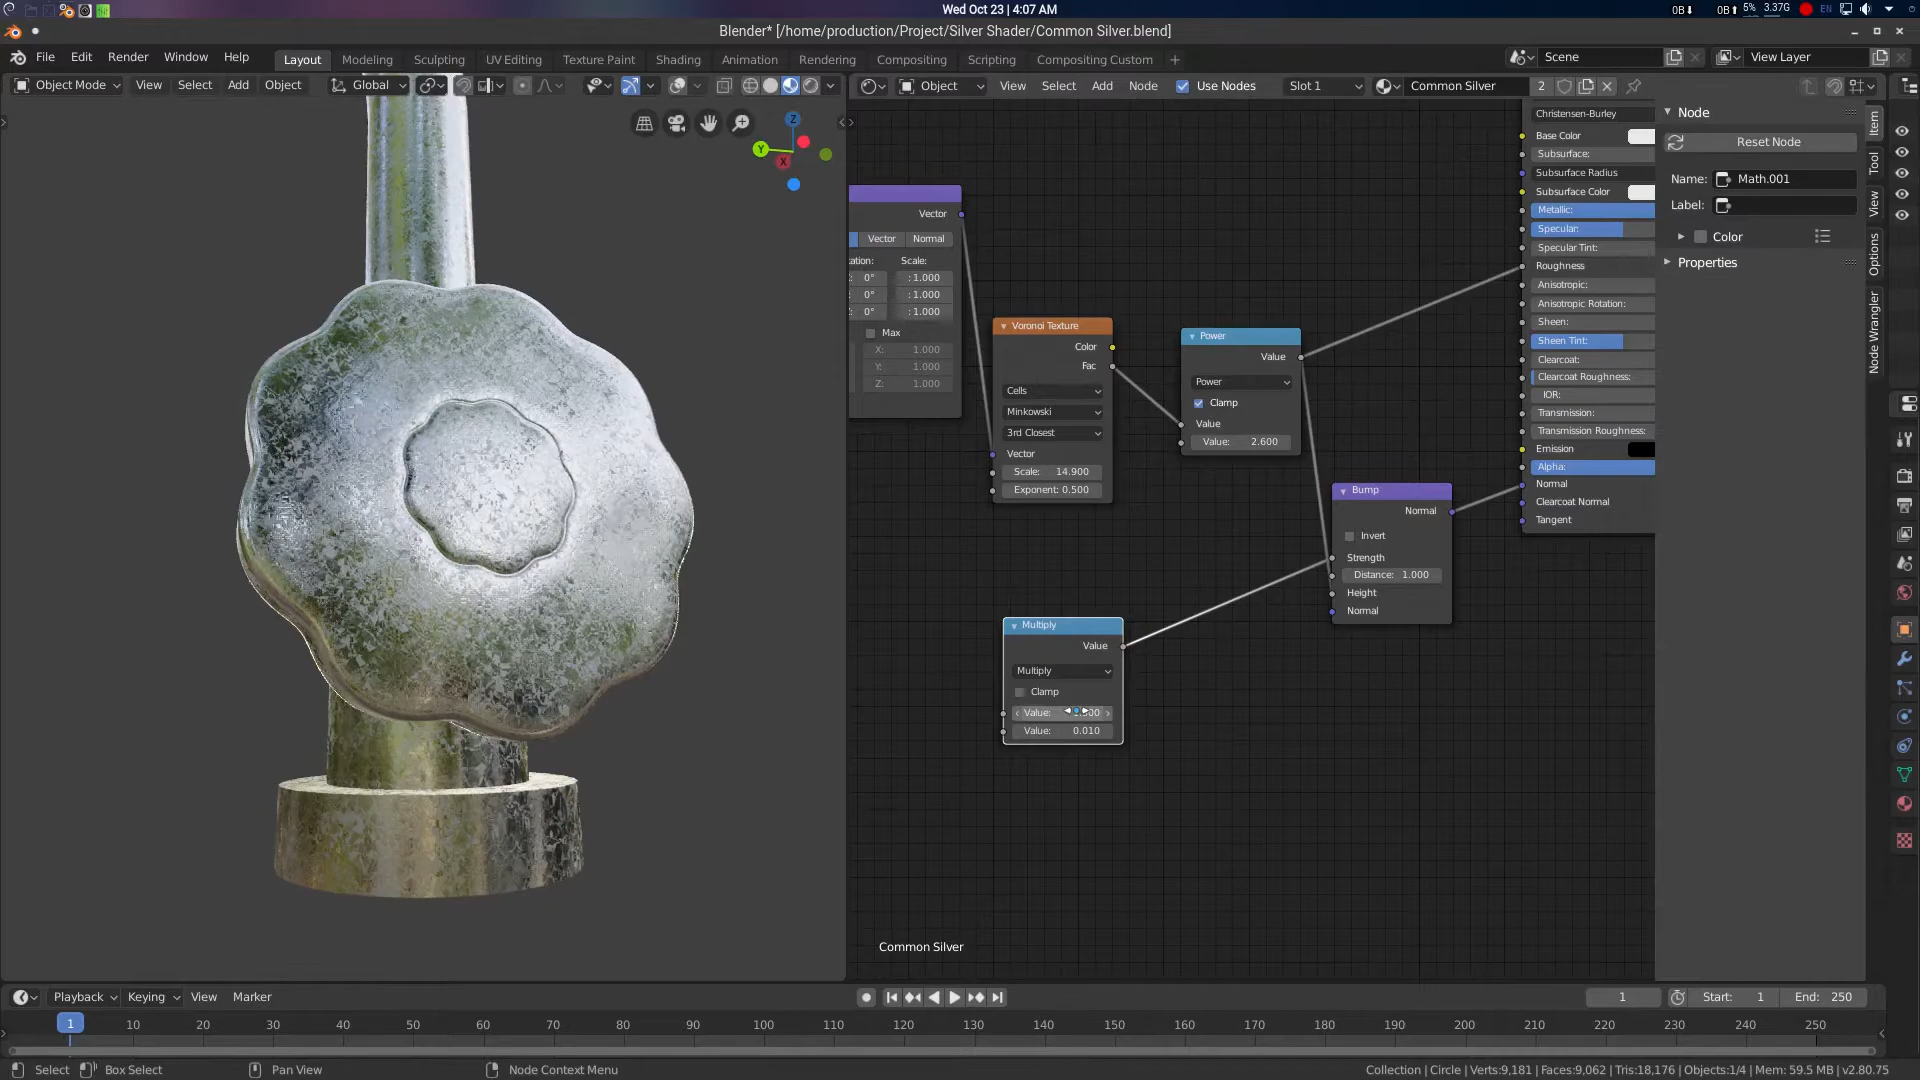 Wed Oct 23 | 4:07 AM
0B 0B 5% 3.37G EN
Blender* [/home/production/Project/Silver Shader/Common Silver.blend]
File Edit Render Window Help Layout Modeling Sculpting UV Editing Texture Paint Shading Animation Rendering Compositing Scripting Compositing Custom + Scene View Layer
Object Mode View Select Add Object Global Object View Select Add Node Use Nodes Slot 1 Common Silver 2
Z
Y
X
Vector
Vector Normal
Scale:
0° : 1.000
0° : 1.000
0° : 1.000
Max
X: 1.000
Y: 1.000
Z: 1.000
Voronoi Texture
Color
Fac
Cells
Minkowski
3rd Closest
Vector
Scale: 14.900
Exponent: 0.500
Power
Value
Power
Clamp
Value
Value: 2.600
Bump
Normal
Invert
Strength
Distance: 1.000
Height
Normal
Multiply
Value
Multiply
Clamp
Value:
Value: 0.010
Christensen-Burley
Base Color
Subsurface:
Subsurface Radius
Subsurface Color
Metallic:
Specular:
Specular Tint:
Roughness
Anisotropic:
Anisotropic Rotation:
Sheen:
Sheen Tint:
Clearcoat:
Clearcoat Roughness:
IOR:
Transmission:
Transmission Roughness:
Emission
Alpha:
Normal
Clearcoat Normal
Tangent
Node
Reset Node
Name: Math.001
Label:
Color
Properties
Item
Tool
View
Options
Node Wrangler
Common Silver
Playback Keying View Marker 1 Start: 1 End: 250
1 10 20 30 40 50 60 70 80 90 100 110 120 130 140 150 160 170 180 190 200 210 220 230 240 250
Select Box Select Pan View Node Context Menu Collection | Circle | Verts:9,181 | Faces:9,062 | Tris:18,176 | Objects:1/4 | Mem: 59.5 MB | v2.80.75